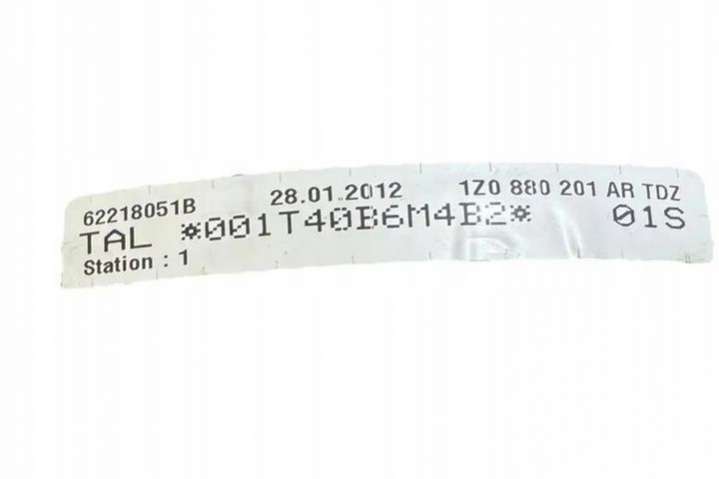 62218051B 28.01.2012 1Z0 880 201 AR TDZ
TAL *001T40B6M4B2* 01S
Station : 1